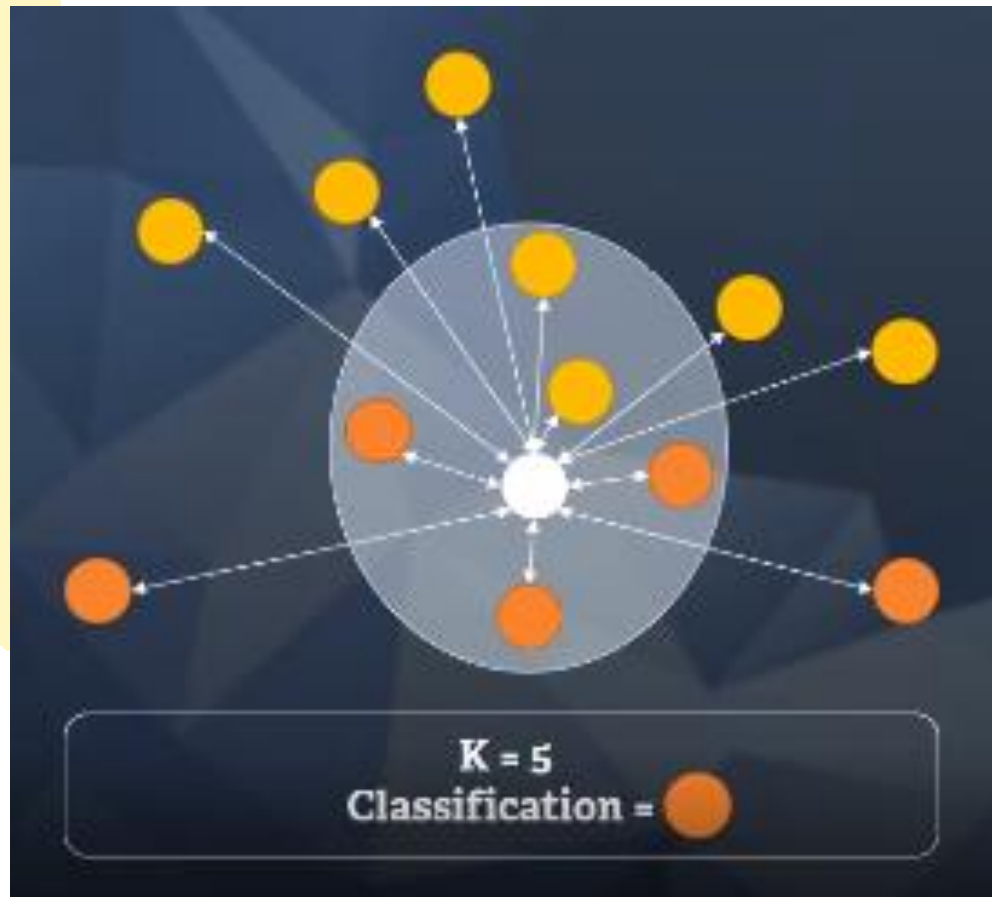 K = 5
Classification =